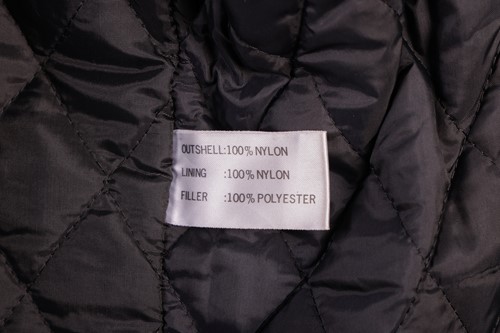 OUTSHELL:100% NYLON
LINING :100% NYLON
FILLER :100% POLYESTER